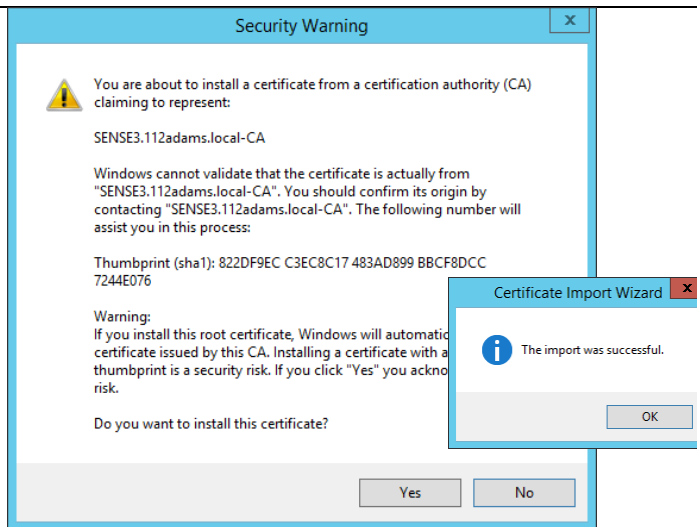 Security Warning
x
You are about to install a certificate from a certification authority (CA)
claiming to represent:
SENSE3.112adams.local-CA
Windows cannot validate that the certificate is actually from
"SENSE3.112adams.local-CA". You should confirm its origin by
contacting "SENSE3.112adams.local-CA". The following number will
assist you in this process:
Thumbprint (sha1): 822DF9EC C3EC8C17 483AD899 BBCF8DCC
7244E076
Warning:
If you install this root certificate, Windows will automatic
certificate issued by this CA. Installing a certificate with a
thumbprint is a security risk. If you click "Yes" you ackno
risk.
Do you want to install this certificate?
Yes
No
Certificate Import Wizard
x
The import was successful.
OK